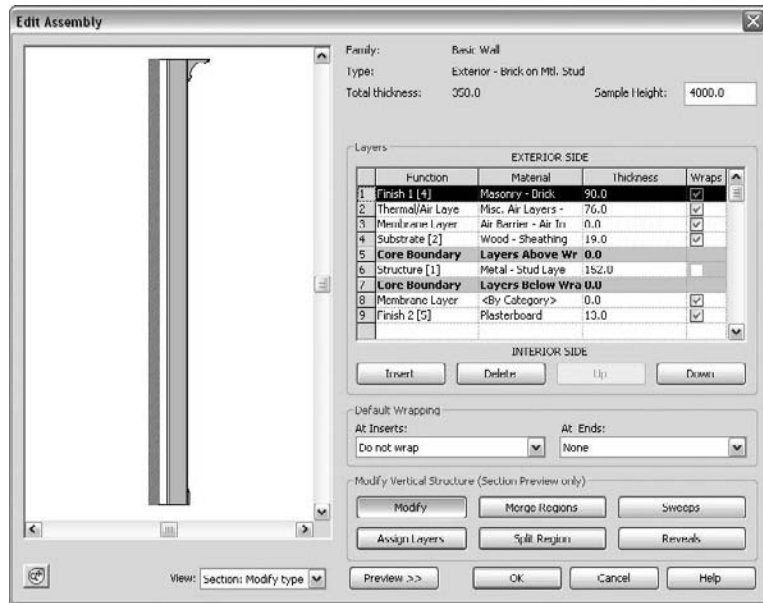 Edit Assembly
Family: Basic Wall
Type: Exterior - Brick on Mtl. Stud
Total thickness: 350.0 Sample Height: 4000.0
Layers
EXTERIOR SIDE
Function Material Thickness Wraps
1 Finish 1 [4] Masonry - Brick 90.0
2 Thermal/Air Laye Misc. Air Layers - 76.0
3 Membrane Layer Air Barrier - Air In 0.0
4 Substrate [2] Wood - Sheathing 19.0
5 Core Boundary Layers Above Wr 0.0
6 Structure [1] Metal - Stud Laye 152.0
7 Core Boundary Layers Below Wra 0.0
8 Membrane Layer <By Category> 0.0
9 Finish 2 [5] Plasterboard 13.0
INTERIOR SIDE
Insert Delete Up Down
Default Wrapping
At Inserts: At Ends:
Do not wrap None
Modify Vertical Structure (Section Preview only)
Modify Merge Regions Sweeps
Assign Layers Split Region Reveals
View: Section: Modify type Preview >> OK Cancel Help